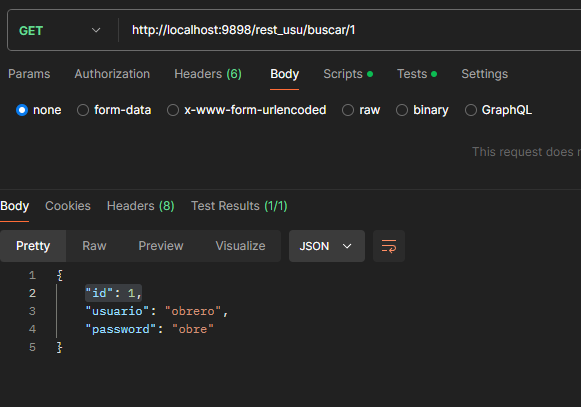 GET http://localhost:9898/rest_usu/buscar/1
Params Authorization Headers (6) Body Scripts Tests Settings
none form-data x-www-form-urlencoded raw binary GraphQL
This request does
Body Cookies Headers (8) Test Results (1/1)
Pretty Raw Preview Visualize JSON
1 {
2 "id": 1,
3 "usuario": "obrero",
4 "password": "obre"
5 }